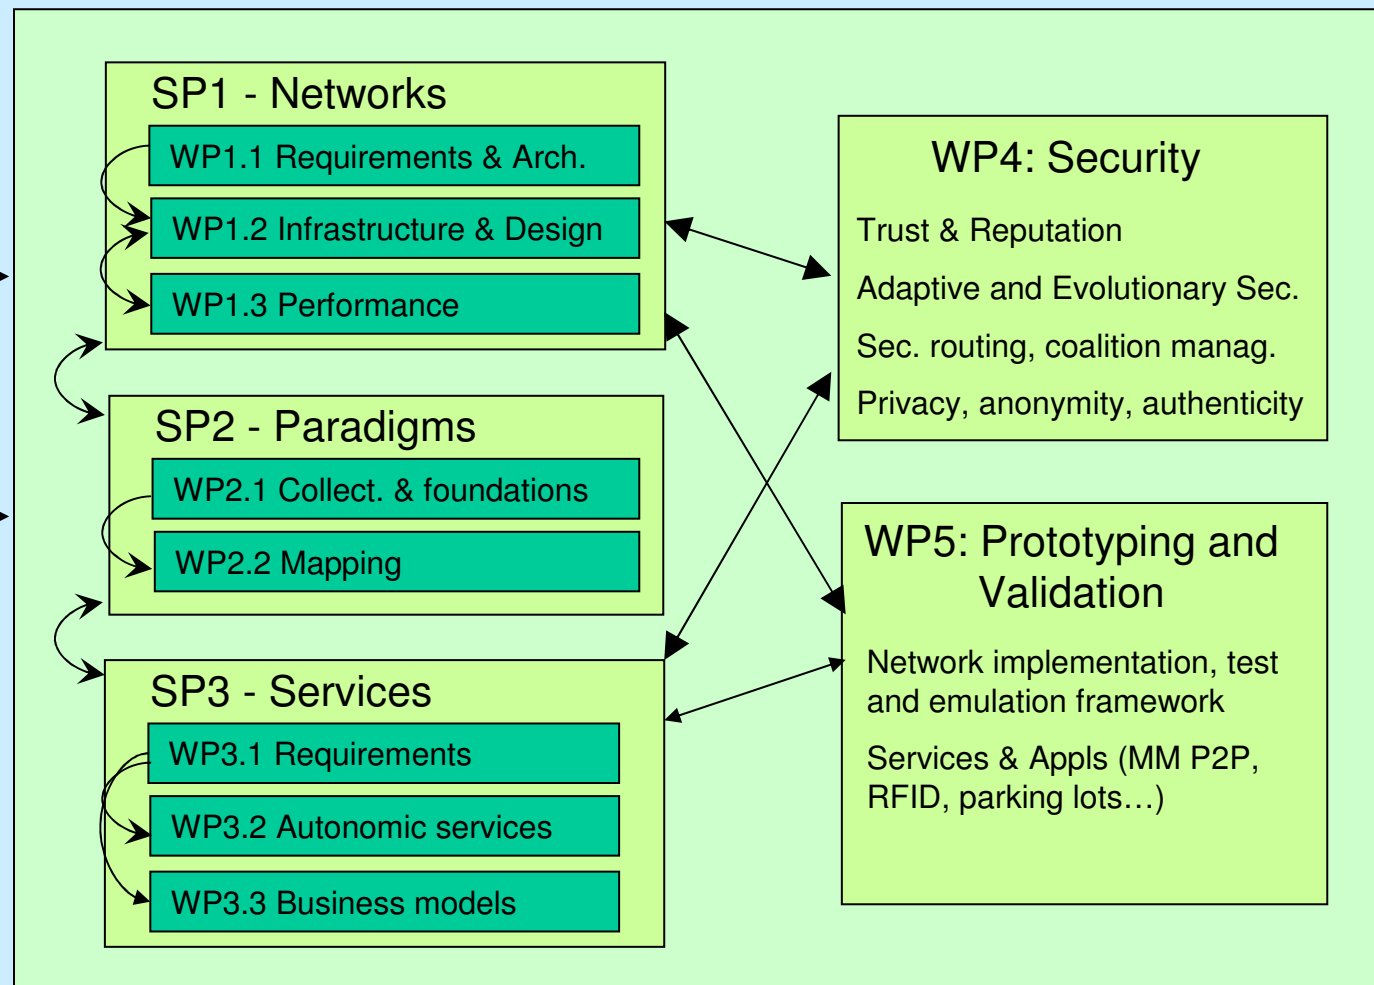 SP1 - Networks
WP1.1 Requirements & Arch.
WP1.2 Infrastructure & Design
WP1.3 Performance
SP2 - Paradigms
WP2.1 Collect. & foundations
WP2.2 Mapping
SP3 - Services
WP3.1 Requirements
WP3.2 Autonomic services
WP3.3 Business models
WP4: Security
Trust & Reputation
Adaptive and Evolutionary Sec.
Sec. routing, coalition manag.
Privacy, anonymity, authenticity
WP5: Prototyping and
Validation
Network implementation, test
and emulation framework
Services & Appls (MM P2P,
RFID, parking lots…)